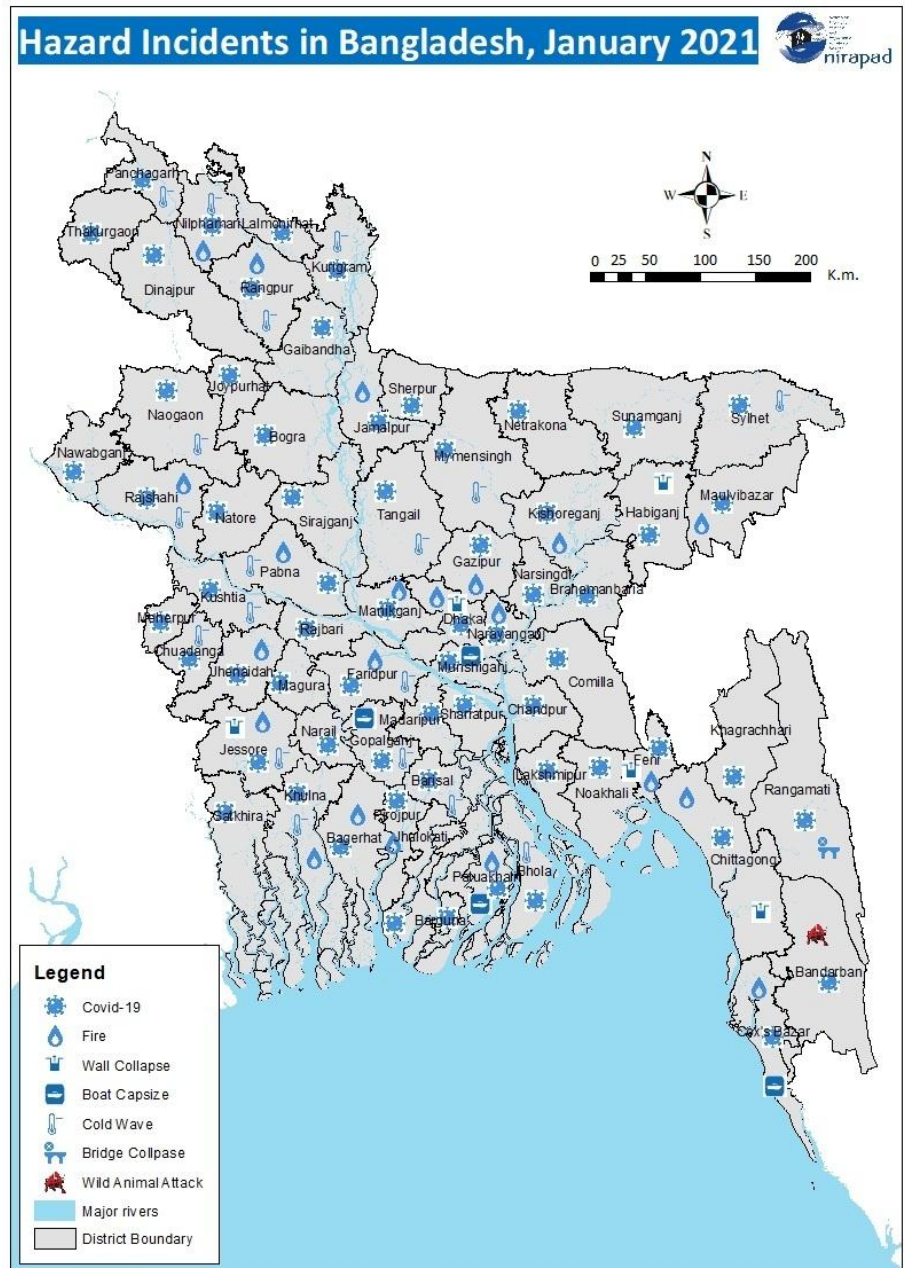 Hazard Incidents in Bangladesh, January 2021
nirapad
N
W E
S
0 25 50 100 150 200 K.m.
Panchagarh
Nilphamari
Lalmonirhat
Thakurgaon
Kurigram
Dinajpur
Rangpur
Gaibandha
Joypurhat
Sherpur
Naogaon
Jamalpur
Netrakona
Sunamganj
Sylhet
Bogra
Mymensingh
Nawabganj
Rajshahi
Natore
Sirajganj
Tangail
Kishoreganj
Habiganj
Maulvibazar
Gazipur
Pabna
Narsingdi
Brahamanbaria
Kushtia
Manikganj
Dhaka
Meherpur
Rajbari
Narayanganj
Chuadanga
Munshiganj
Jhenaidah
Magura
Faridpur
Comilla
Shariatpur
Chandpur
Madaripur
Khagrachhari
Narail
Gopalganj
Jessore
Feni
Lakshmipur
Noakhali
Rangamati
Barisal
Khulna
Pirojpur
Satkhira
Jhalokati
Bagerhat
Chittagong
Patuakhali
Bhola
Barguna
Bandarban
Cox's Bazar
Legend
Covid-19
Fire
Wall Collapse
Boat Capsize
Cold Wave
Bridge Collpase
Wild Animal Attack
Major rivers
District Boundary